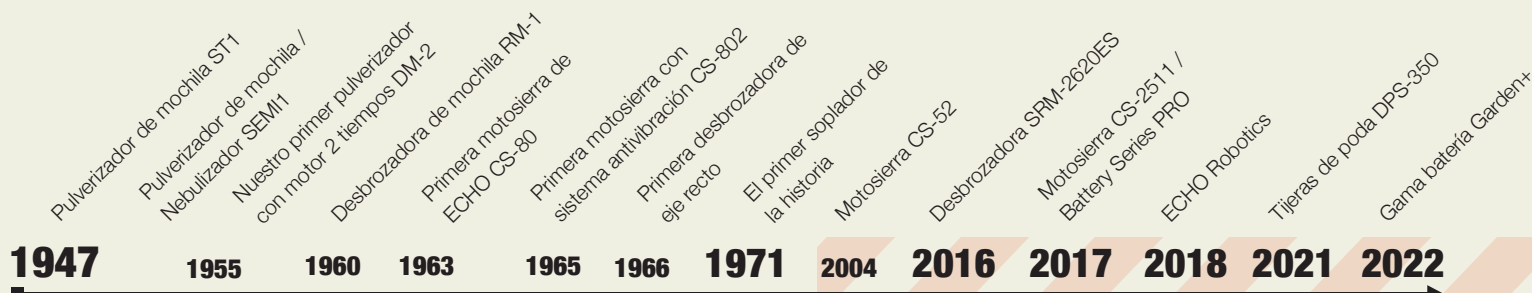 Pulverizador de mochila ST1
Pulverizador de mochila /
Nebulizador SEMI1
Nuestro primer pulverizador
con motor 2 tiempos DM-2
Desbrozadora de mochila RM-1
Primera motosierra de
ECHO CS-80
Primera motosierra con
sistema antivibración CS-802
Primera desbrozadora de
eje recto
El primer soplador de
la historia
Motosierra CS-52
Desbrozadora SRM-2620ES
Motosierra CS-2511 /
Battery Series PRO
ECHO Robotics
Tijeras de poda DPS-350
Gama batería Garden+
1947
1955
1960
1963
1965
1966
1971
2004
2016
2017
2018
2021
2022